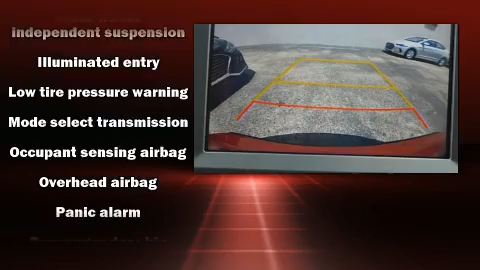 Independent suspension
Illuminated entry
Low tire pressure warning
Mode select transmission
Occupant sensing airbag
Overhead airbag
Panic alarm